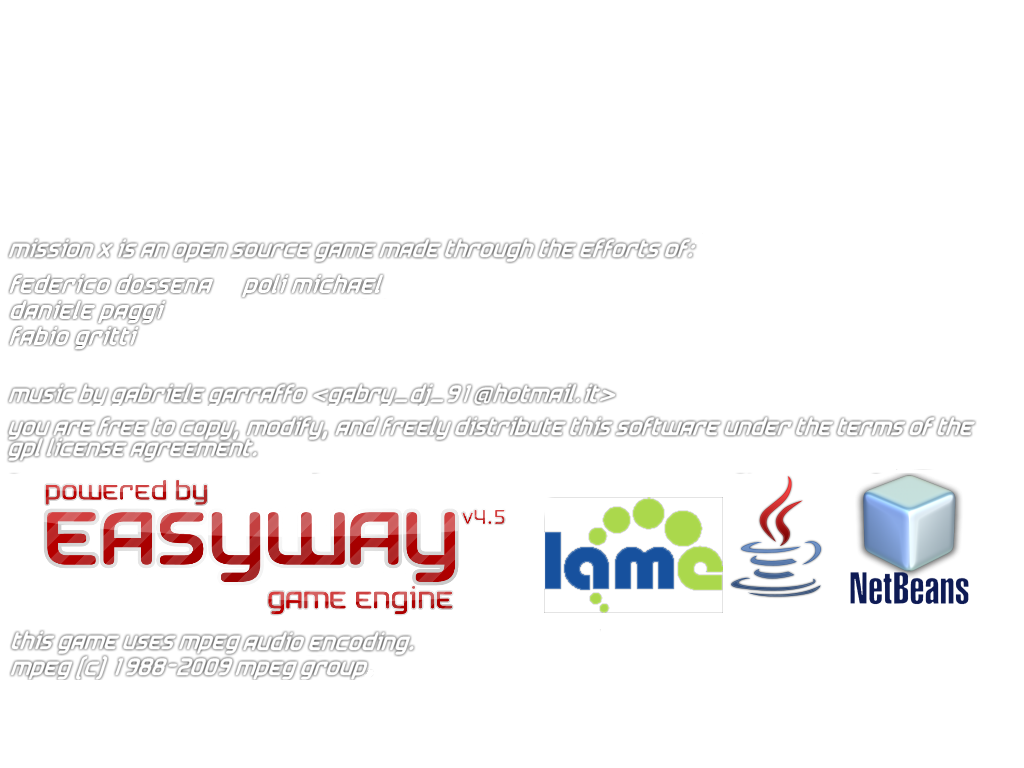 mission x is an open source game made through the efforts of:
federico dossena poli michael
daniele paggi
fabio gritti
music by gabriele garraffo <gabry_dj_91@hotmail.it>
you are free to copy, modify, and freely distribute this software under the terms of the
gpl license agreement.
powered by
EASYWAY v4.5
game engine
lame
NetBeans
this game uses mpeg audio encoding.
mpeg (c) 1988-2009 mpeg group